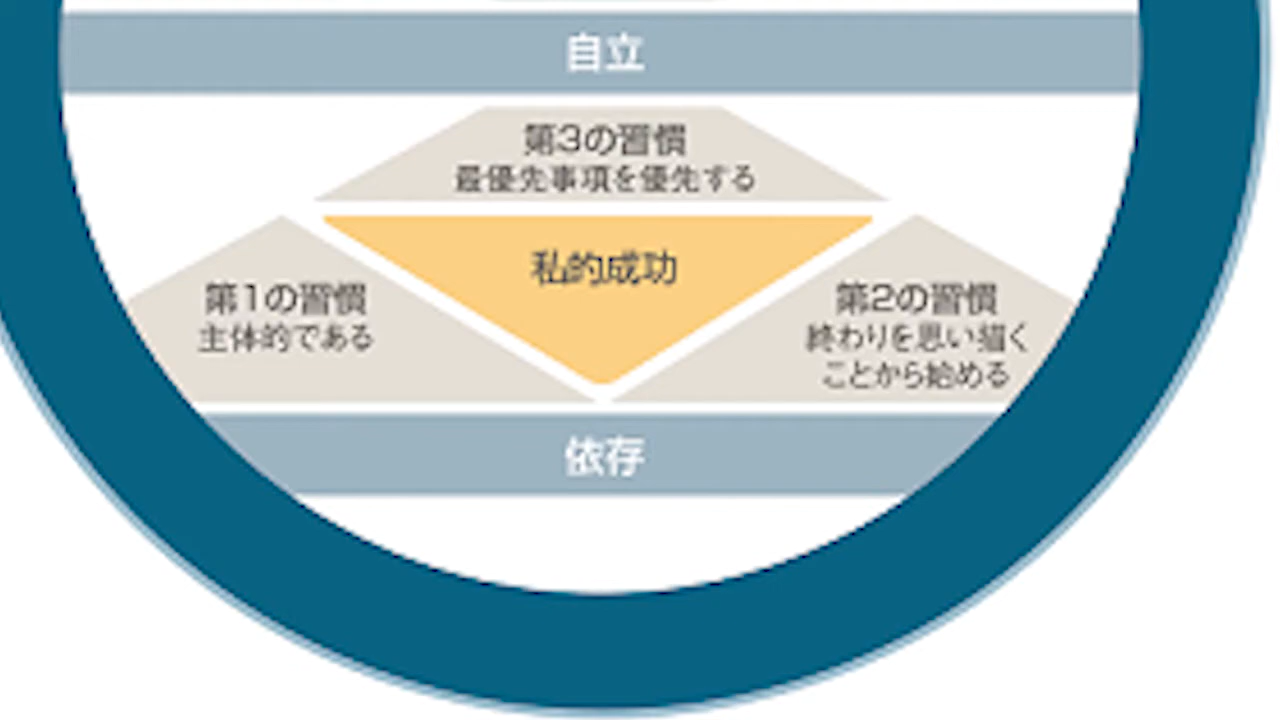 自立
第3の習慣
最優先事項を優先する
私的成功
第1の習慣
主体的である
第2の習慣
終わりを思い描く
ことから始める
依存